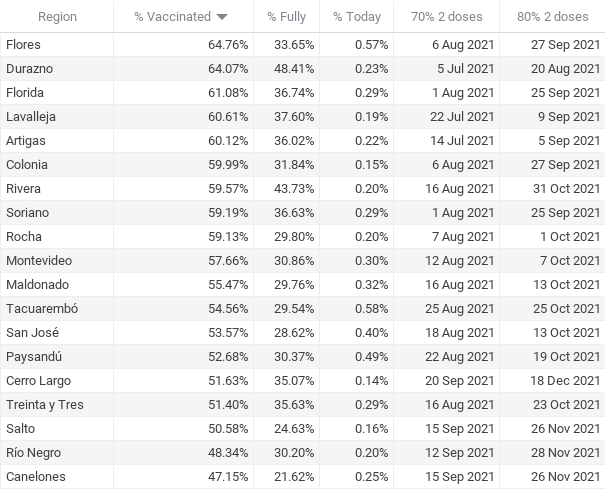 Region % Vaccinated % Fully % Today 70% 2 doses 80% 2 doses
Flores 64.76% 33.65% 0.57% 6 Aug 2021 27 Sep 2021
Durazno 64.07% 48.41% 0.23% 5 Jul 2021 20 Aug 2021
Florida 61.08% 36.74% 0.29% 1 Aug 2021 25 Sep 2021
Lavalleja 60.61% 37.60% 0.19% 22 Jul 2021 9 Sep 2021
Artigas 60.12% 36.02% 0.22% 14 Jul 2021 5 Sep 2021
Colonia 59.99% 31.84% 0.15% 6 Aug 2021 27 Sep 2021
Rivera 59.57% 43.73% 0.20% 16 Aug 2021 31 Oct 2021
Soriano 59.19% 36.63% 0.29% 1 Aug 2021 25 Sep 2021
Rocha 59.13% 29.80% 0.20% 7 Aug 2021 1 Oct 2021
Montevideo 57.66% 30.86% 0.30% 12 Aug 2021 7 Oct 2021
Maldonado 55.47% 29.76% 0.32% 16 Aug 2021 13 Oct 2021
Tacuarembó 54.56% 29.54% 0.58% 25 Aug 2021 25 Oct 2021
San José 53.57% 28.62% 0.40% 18 Aug 2021 13 Oct 2021
Paysandú 52.68% 30.37% 0.49% 22 Aug 2021 19 Oct 2021
Cerro Largo 51.63% 35.07% 0.14% 20 Sep 2021 18 Dec 2021
Treinta y Tres 51.40% 35.63% 0.29% 16 Aug 2021 23 Oct 2021
Salto 50.58% 24.63% 0.16% 15 Sep 2021 26 Nov 2021
Río Negro 48.34% 30.20% 0.20% 12 Sep 2021 28 Nov 2021
Canelones 47.15% 21.62% 0.25% 15 Sep 2021 26 Nov 2021